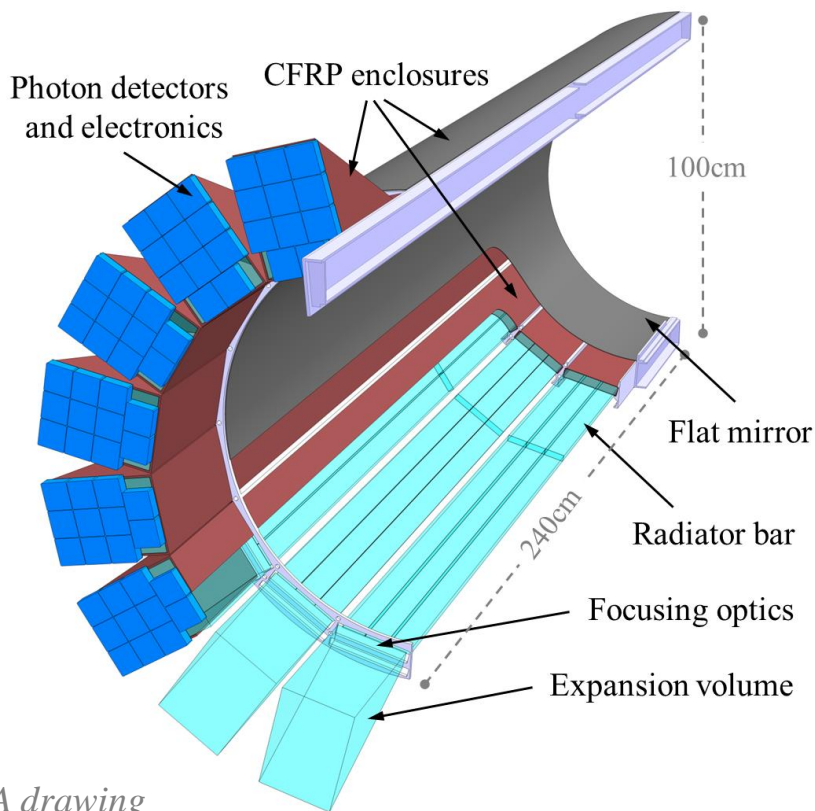 Photon detectors
and electronics
CFRP enclosures
100cm
Flat mirror
Radiator bar
240cm
Focusing optics
Expansion volume
A drawing